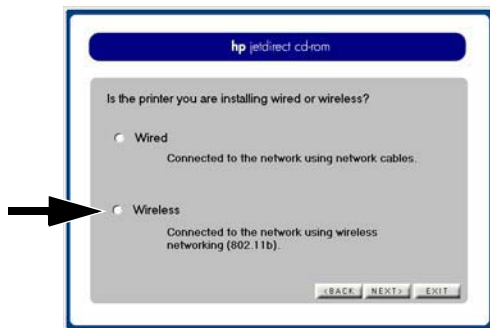 hp jetdirect cd-rom
Is the printer you are installing wired or wireless?
Wired
Connected to the network using network cables.
Wireless
Connected to the network using wireless
networking (802.11b).
<BACK NEXT> EXIT